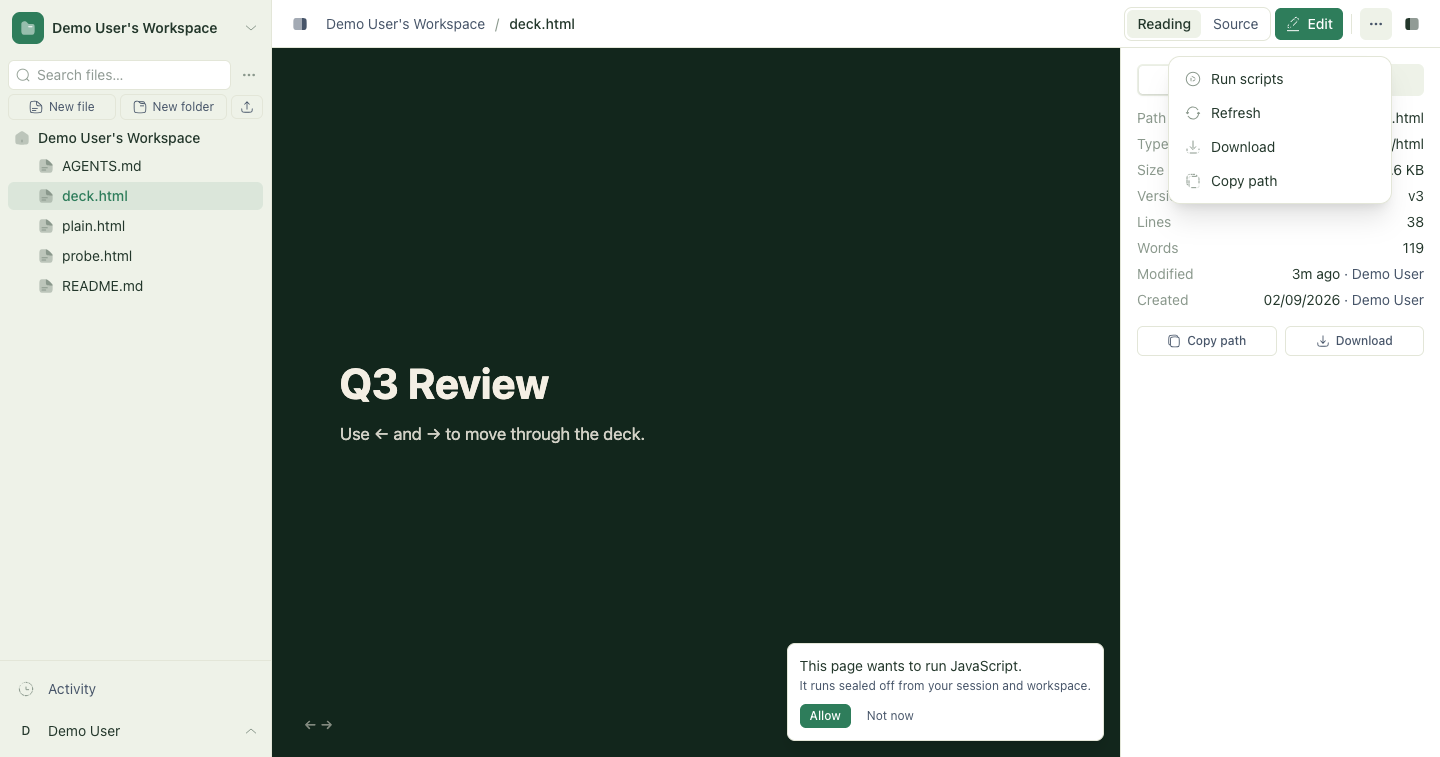 Demo User's Workspace
Search files...
New file
New folder
Demo User's Workspace
AGENTS.md
deck.html
plain.html
probe.html
README.md
Activity
D
Demo User
Demo User's Workspace / deck.html
Reading
Source
Edit
Run scripts
Refresh
Download
Copy path
Path .html
Type /html
Size 6 KB
Versi v3
Lines 38
Words 119
Modified 3m ago · Demo User
Created 02/09/2026 · Demo User
Copy path
Download
Q3 Review
Use ← and → to move through the deck.
← →
This page wants to run JavaScript.
It runs sealed off from your session and workspace.
Allow
Not now